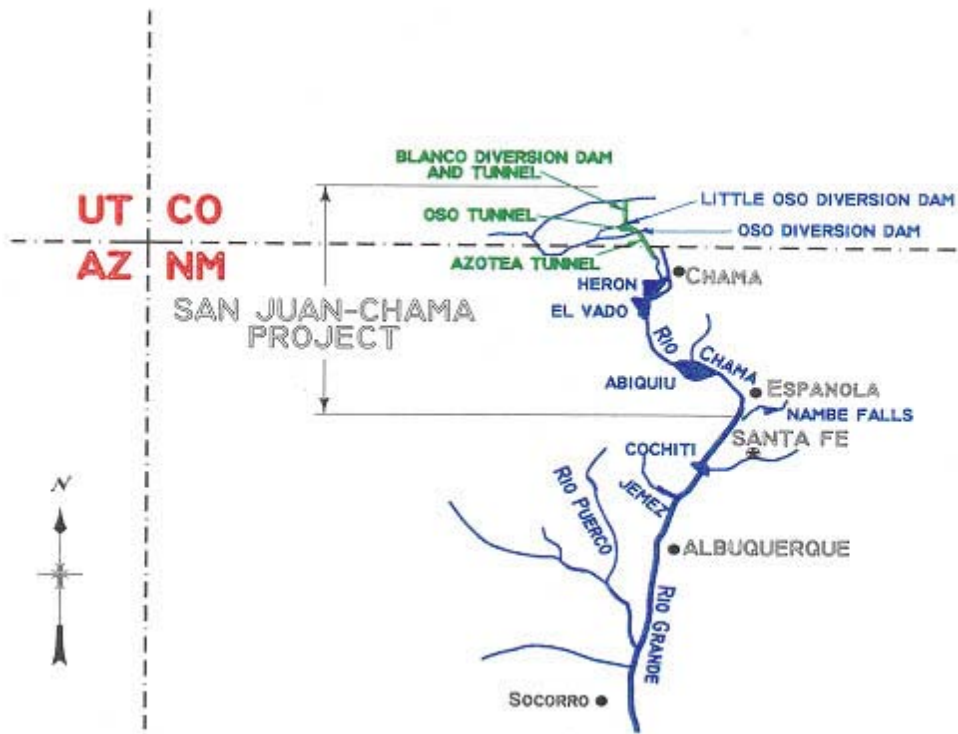 BLANCO DIVERSION DAM
AND TUNNEL
UT
CO
LITTLE OSO DIVERSION DAM
OSO TUNNEL
OSO DIVERSION DAM
AZ
NM
AZOTEA TUNNEL
CHAMA
HERON
SAN JUAN-CHAMA
PROJECT
EL VADO
RIO CHAMA
ABIQUIU
ESPANOLA
NAMBE FALLS
SANTA FE
COCHITI
JEMEZ
RIO PUERCO
N
ALBUQUERQUE
RIO GRANDE
SOCORRO